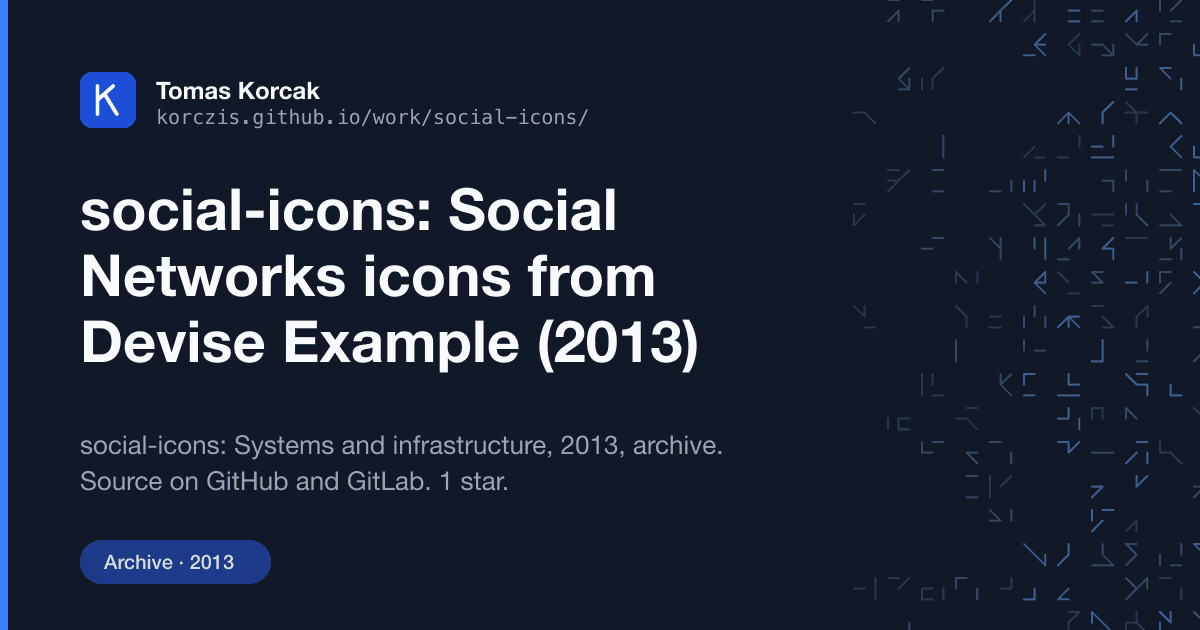 K
Tomas Korcak
korczis.github.io/work/social-icons/
social-icons: Social
Networks icons from
Devise Example (2013)
social-icons: Systems and infrastructure, 2013, archive.
Source on GitHub and GitLab. 1 star.
Archive · 2013